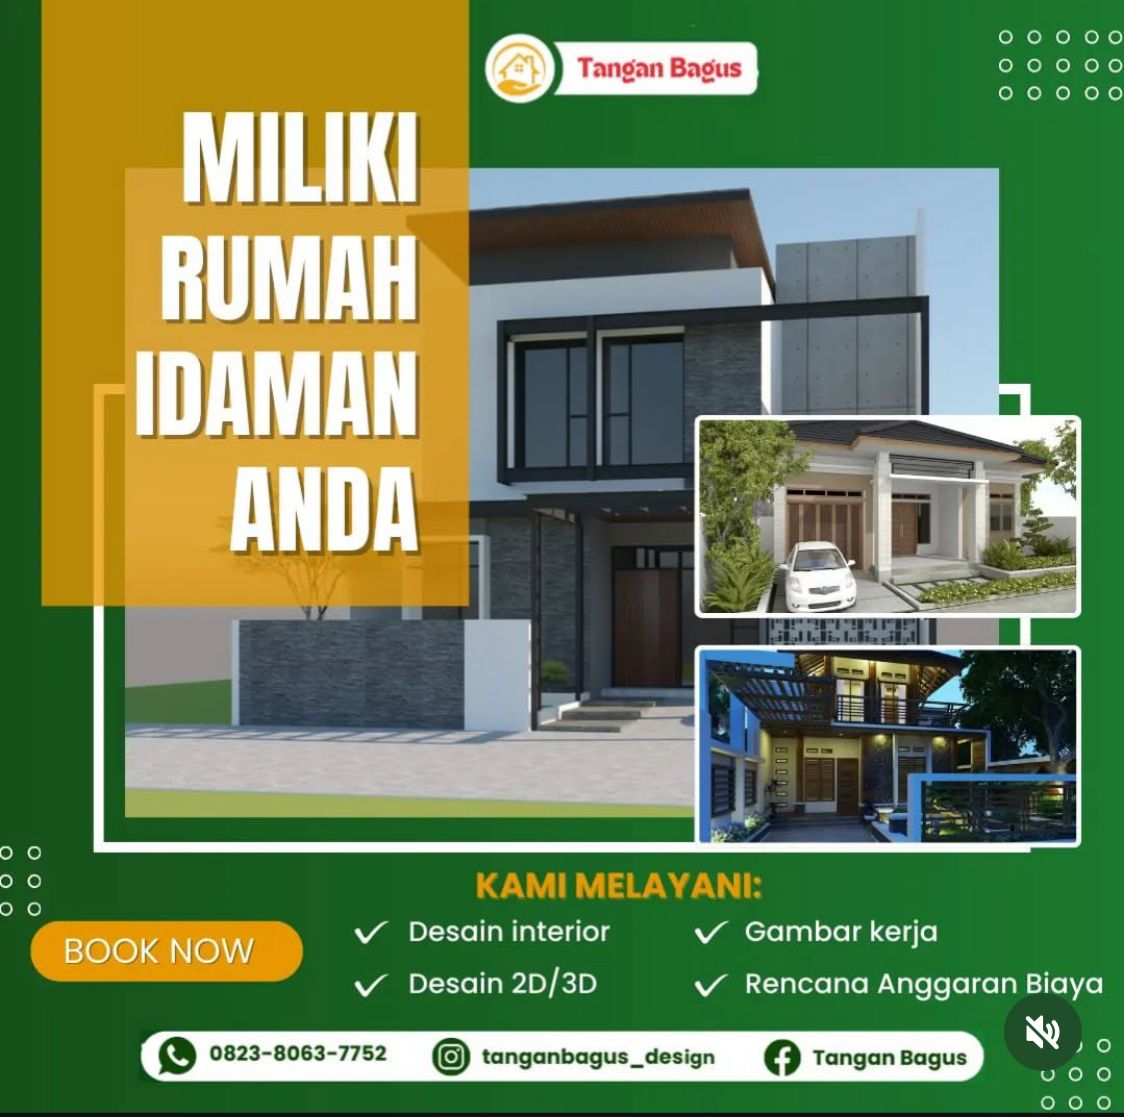 Tangan Bagus
MILIKI
RUMAH
IDAMAN
ANDA
KAMI MELAYANI:
BOOK NOW
Desain interior
Desain 2D/3D
Gambar kerja
Rencana Anggaran Biaya
0823-8063-7752
tanganbagus_design
Tangan Bagus